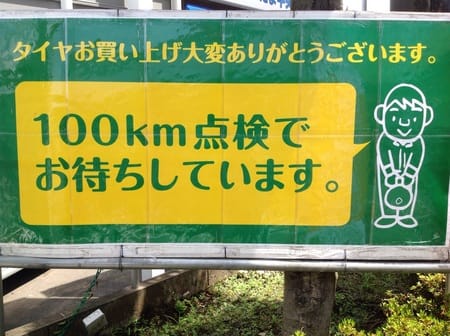 タイヤお買い上げ大変ありがとうございます。
100km点検で
お待ちしています。